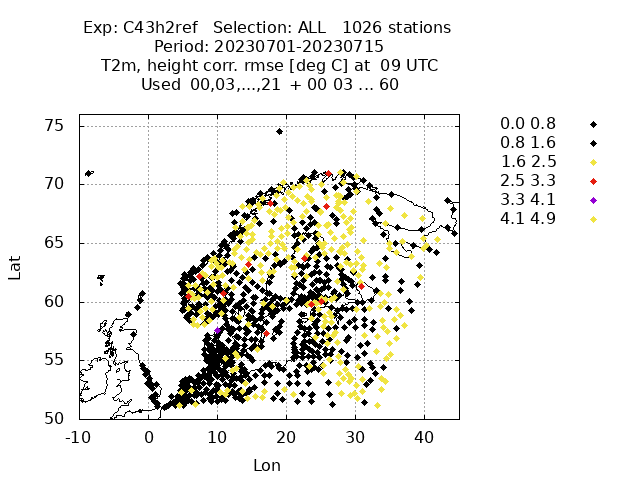 Exp: C43h2ref   Selection: ALL   1026 stations
Period: 20230701-20230715
T2m, height corr. rmse [deg C] at  09 UTC
Used  00,03,...,21  + 00 03 ... 60
0.0 0.8
0.8 1.6
1.6 2.5
2.5 3.3
3.3 4.1
4.1 4.9
75
70
65
60
55
50
Lat
-10 0 10 20 30 40
Lon